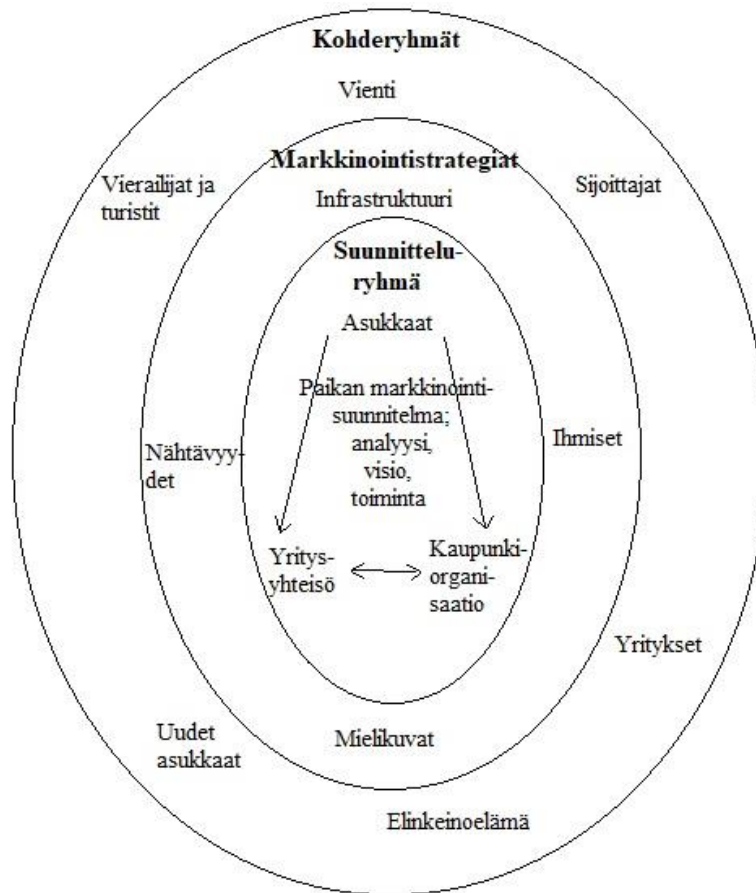 Kohderyhmät
Vienti
Markkinointistrategiat
Vierailijat ja
turistit
Sijoittajat
Infrastruktuuri
Suunnittelu-
ryhmä
Asukkaat
Paikan markkinointi-
suunnitelma;
analyysi,
visio,
toiminta
Nähtävyy-
det
Ihmiset
Yritys-
yhteisö
Kaupunki-
organi-
saatio
Yritykset
Uudet
asukkaat
Mielikuvat
Elinkeinoelämä